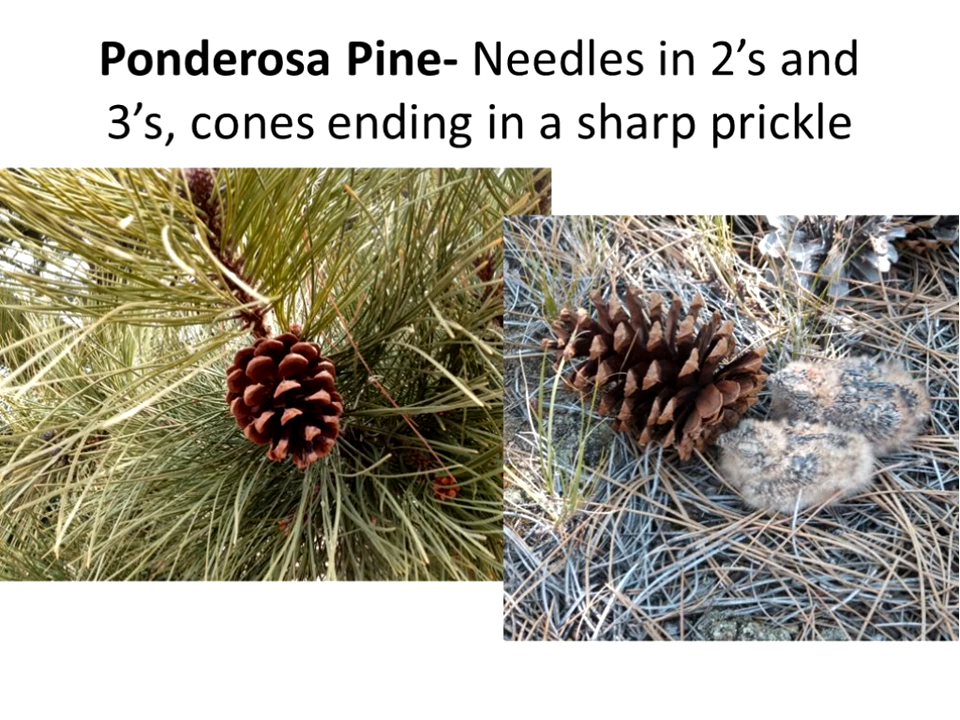 Ponderosa Pine- Needles in 2’s and
3’s, cones ending in a sharp prickle